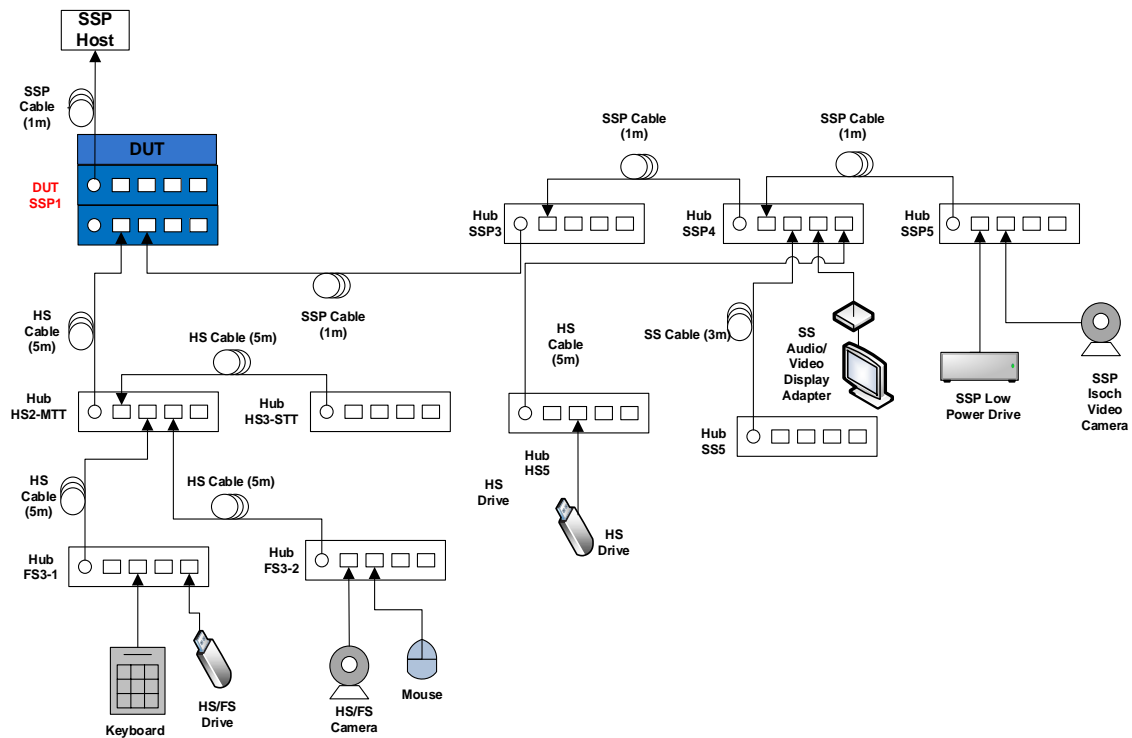 SSP
Host
SSP
Cable
(1m)
DUT
DUT
SSP1
SSP Cable
(1m)
SSP Cable
(1m)
Hub
SSP3
Hub
SSP4
Hub
SSP5
HS
Cable
(5m)
SSP Cable
(1m)
HS Cable (5m)
HS
Cable
(5m)
SS Cable (3m)
SS
Audio/
Video
Display
Adapter
SSP Low
Power Drive
SSP
Isoch
Video
Camera
Hub
HS2-MTT
Hub
HS3-STT
Hub
HS5
Hub
SS5
HS
Drive
HS
Drive
HS
Cable
(5m)
HS Cable (5m)
Hub
FS3-1
Hub
FS3-2
Keyboard
HS/FS
Drive
HS/FS
Camera
Mouse